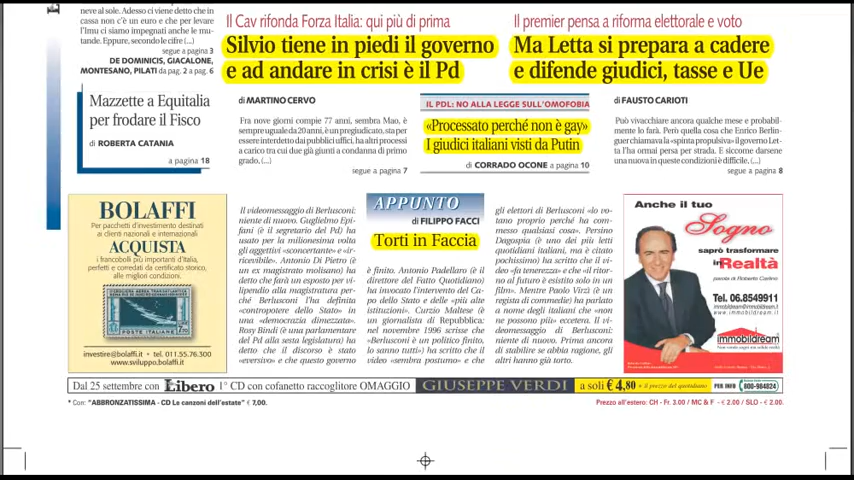 neve al sole. Adesso ci viene detto che in
cassa non c'è un euro e che per levare
l'Imu ci siamo impegnati anche le mu-
tande. Eppure, secondo le cifre (...)
segue a pagina 3
DE DOMINICIS, GIACALONE,
MONTESANO, PILATI da pag. 2 a pag. 6
Mazzette a Equitalia
per frodare il Fisco
di ROBERTA CATANIA
a pagina 18
Il Cav rifonda Forza Italia: qui più di prima
Silvio tiene in piedi il governo
e ad andare in crisi è il Pd
di MARTINO CERVO
Fra nove giorni compie 77 anni, sembra Mao, è
sempre uguale da 20 anni, è un pregiudicato, sta per
essere interdetto dai pubblici uffici, ha altri processi
a carico tra cui due già giunti a condanna di primo
grado. (...)
segue a pagina 7
IL PDL: NO ALLA LEGGE SULL'OMOFOBIA
«Processato perché non è gay»
I giudici italiani visti da Putin
di CORRADO OCONE a pagina 10
Il premier pensa a riforma elettorale e voto
Ma Letta si prepara a cadere
e difende giudici, tasse e Ue
di FAUSTO CARIOTI
Può vivacchiare ancora qualche mese e probabil-
mente lo farà. Però quella cosa che Enrico Berlin-
guer chiamava la «spinta propulsiva» il governo Let-
ta l'ha ormai persa per strada. E siccome darsene
una nuova in queste condizioni è difficile. (...)
segue a pagina 8
BOLAFFI
Per pacchetti d'investimento destinati
ai clienti nazionali e internazionali
ACQUISTA
i francobolli più importanti d'Italia,
perfetti e corredati da certificato storico,
alle migliori condizioni.
POSTE ITALIANE
investire@bolaffi.it • tel. 011.55.76.300
www.sviluppo.bolaffi.it
APPUNTO
di FILIPPO FACCI
Torti in Faccia
Il videomessaggio di Berlusconi:
niente di nuovo. Guglielmo Epi-
fani (è il segretario del Pd) ha
usato per la milionesima volta
gli aggettivi «sconcertante» e «ir-
ricevibile». Antonio Di Pietro (è
un ex magistrato molisano) ha
detto che farà un esposto per vi-
lipendio alla magistratura per-
ché Berlusconi l'ha definita
«contropotere dello Stato» in
una «democrazia dimezzata».
Rosy Bindi (è una parlamentare
del Pd alla sesta legislatura) ha
detto che il discorso è stato
«eversivo» e che questo governo
è finito. Antonio Padellaro (è il
direttore del Fatto Quotidiano)
ha invocato l'intervento del Ca-
po dello Stato e delle «più alte
istituzioni». Curzio Maltese (è
un giornalista di Repubblica:
nel novembre 1996 scrisse che
«Berlusconi è un politico finito,
lo sanno tutti») ha scritto che il
video «sembra postumo» e che
gli elettori di Berlusconi «lo vo-
tano proprio perché ha com-
messo qualsiasi cosa». Persino
Dagospia (è uno dei più letti
quotidiani italiani, ma è citato
pochissimo) ha scritto che il vi-
deo «fa tenerezza» e che «il ritor-
no al futuro è esistito solo in un
film». Mentre Paolo Virzì (è un
regista di commedie) ha parlato
a nome degli italiani che «non
ne possono più» eccetera. Il vi-
deomessaggio di Berlusconi:
niente di nuovo. Prima ancora
di stabilire se abbia ragione, gli
altri hanno già torto.
Anche il tuo
Sogno
saprò trasformare
in Realtà
parola di Roberto Carlino
Tel. 06.8549911
immobildream@immobildream.it
www.immobildream.it
immobildream
Dal 25 settembre con Libero 1° CD con cofanetto raccoglitore OMAGGIO GIUSEPPE VERDI a soli € 4,80 + il prezzo del quotidiano PER INFO 800-984824
* Con: "ABBRONZATISSIMA - CD Le canzoni dell'estate" € 7,00.
Prezzo all'estero: CH - Fr. 3.00 / MC & F - € 2.00 / SLO - € 2.00.